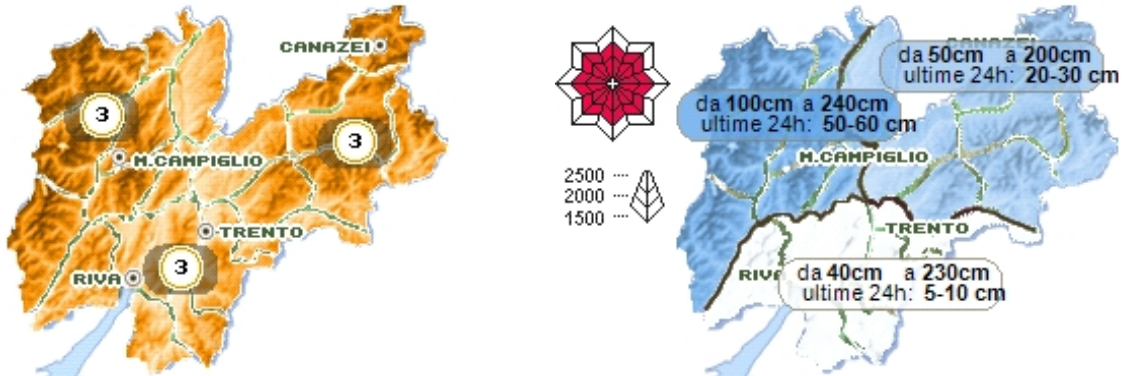 CANAZEI
3
3
M.CAMPIGLIO
TRENTO
3
RIVA
2500
2000
1500
CANAZEI
da 50cm a 200cm
ultime 24h: 20-30 cm
da 100cm a 240cm
ultime 24h: 50-60 cm
M.CAMPIGLIO
TRENTO
RIVA
da 40cm a 230cm
ultime 24h: 5-10 cm